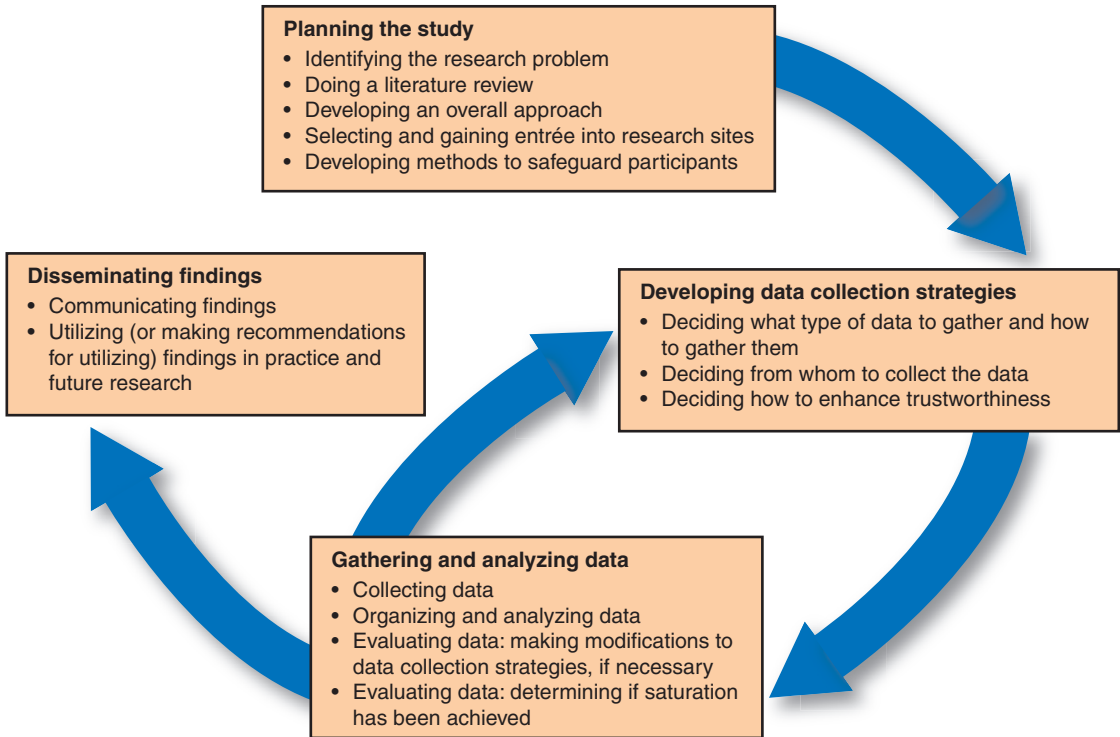 Planning the study
• Identifying the research problem
• Doing a literature review
• Developing an overall approach
• Selecting and gaining entrée into research sites
• Developing methods to safeguard participants
Disseminating findings
• Communicating findings
• Utilizing (or making recommendations
for utilizing) findings in practice and
future research
Developing data collection strategies
• Deciding what type of data to gather and how
to gather them
• Deciding from whom to collect the data
• Deciding how to enhance trustworthiness
Gathering and analyzing data
• Collecting data
• Organizing and analyzing data
• Evaluating data: making modifications to
data collection strategies, if necessary
• Evaluating data: determining if saturation
has been achieved